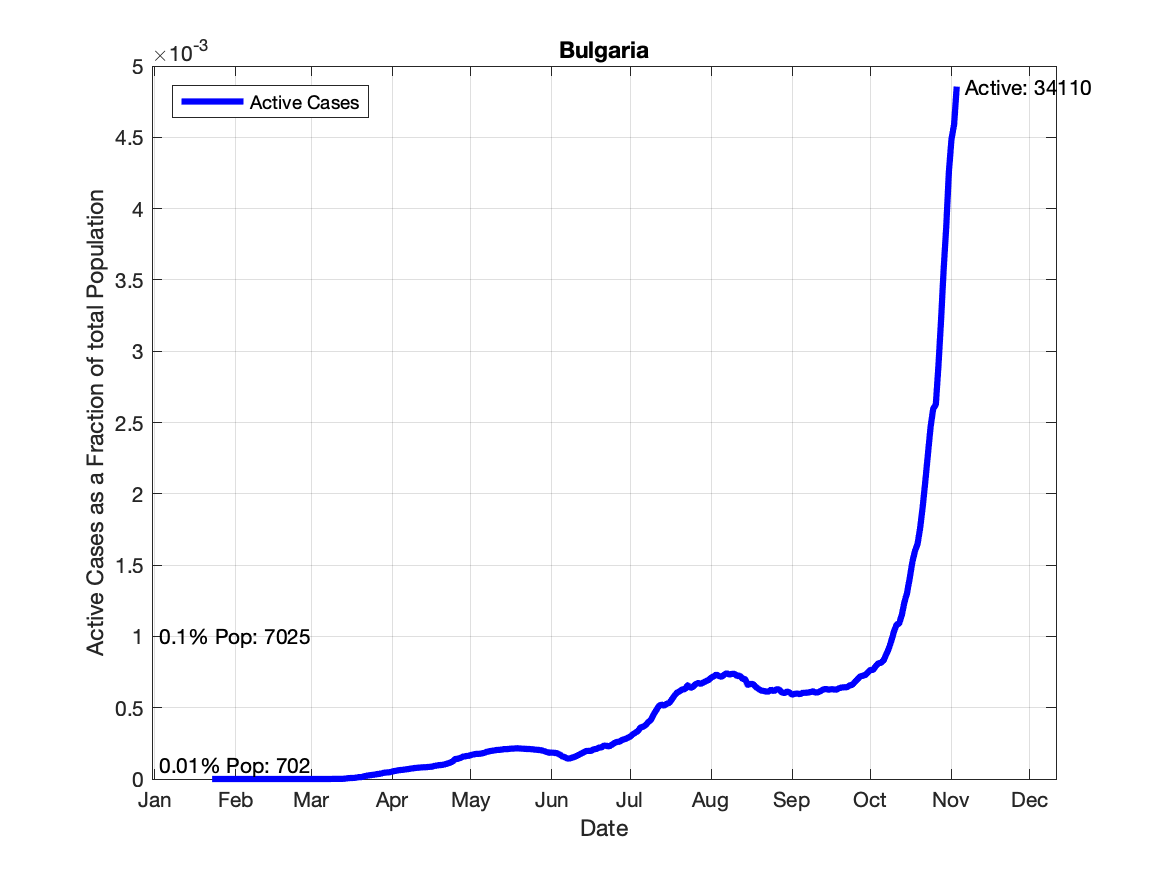 Bulgaria
×10-3
5
4.5
4
3.5
3
2.5
2
1.5
1
0.5
0
Active Cases as a Fraction of total Population
Active Cases
Active: 34110
0.1% Pop: 7025
0.01% Pop: 702
Jan Feb Mar Apr May Jun Jul Aug Sep Oct Nov Dec
Date